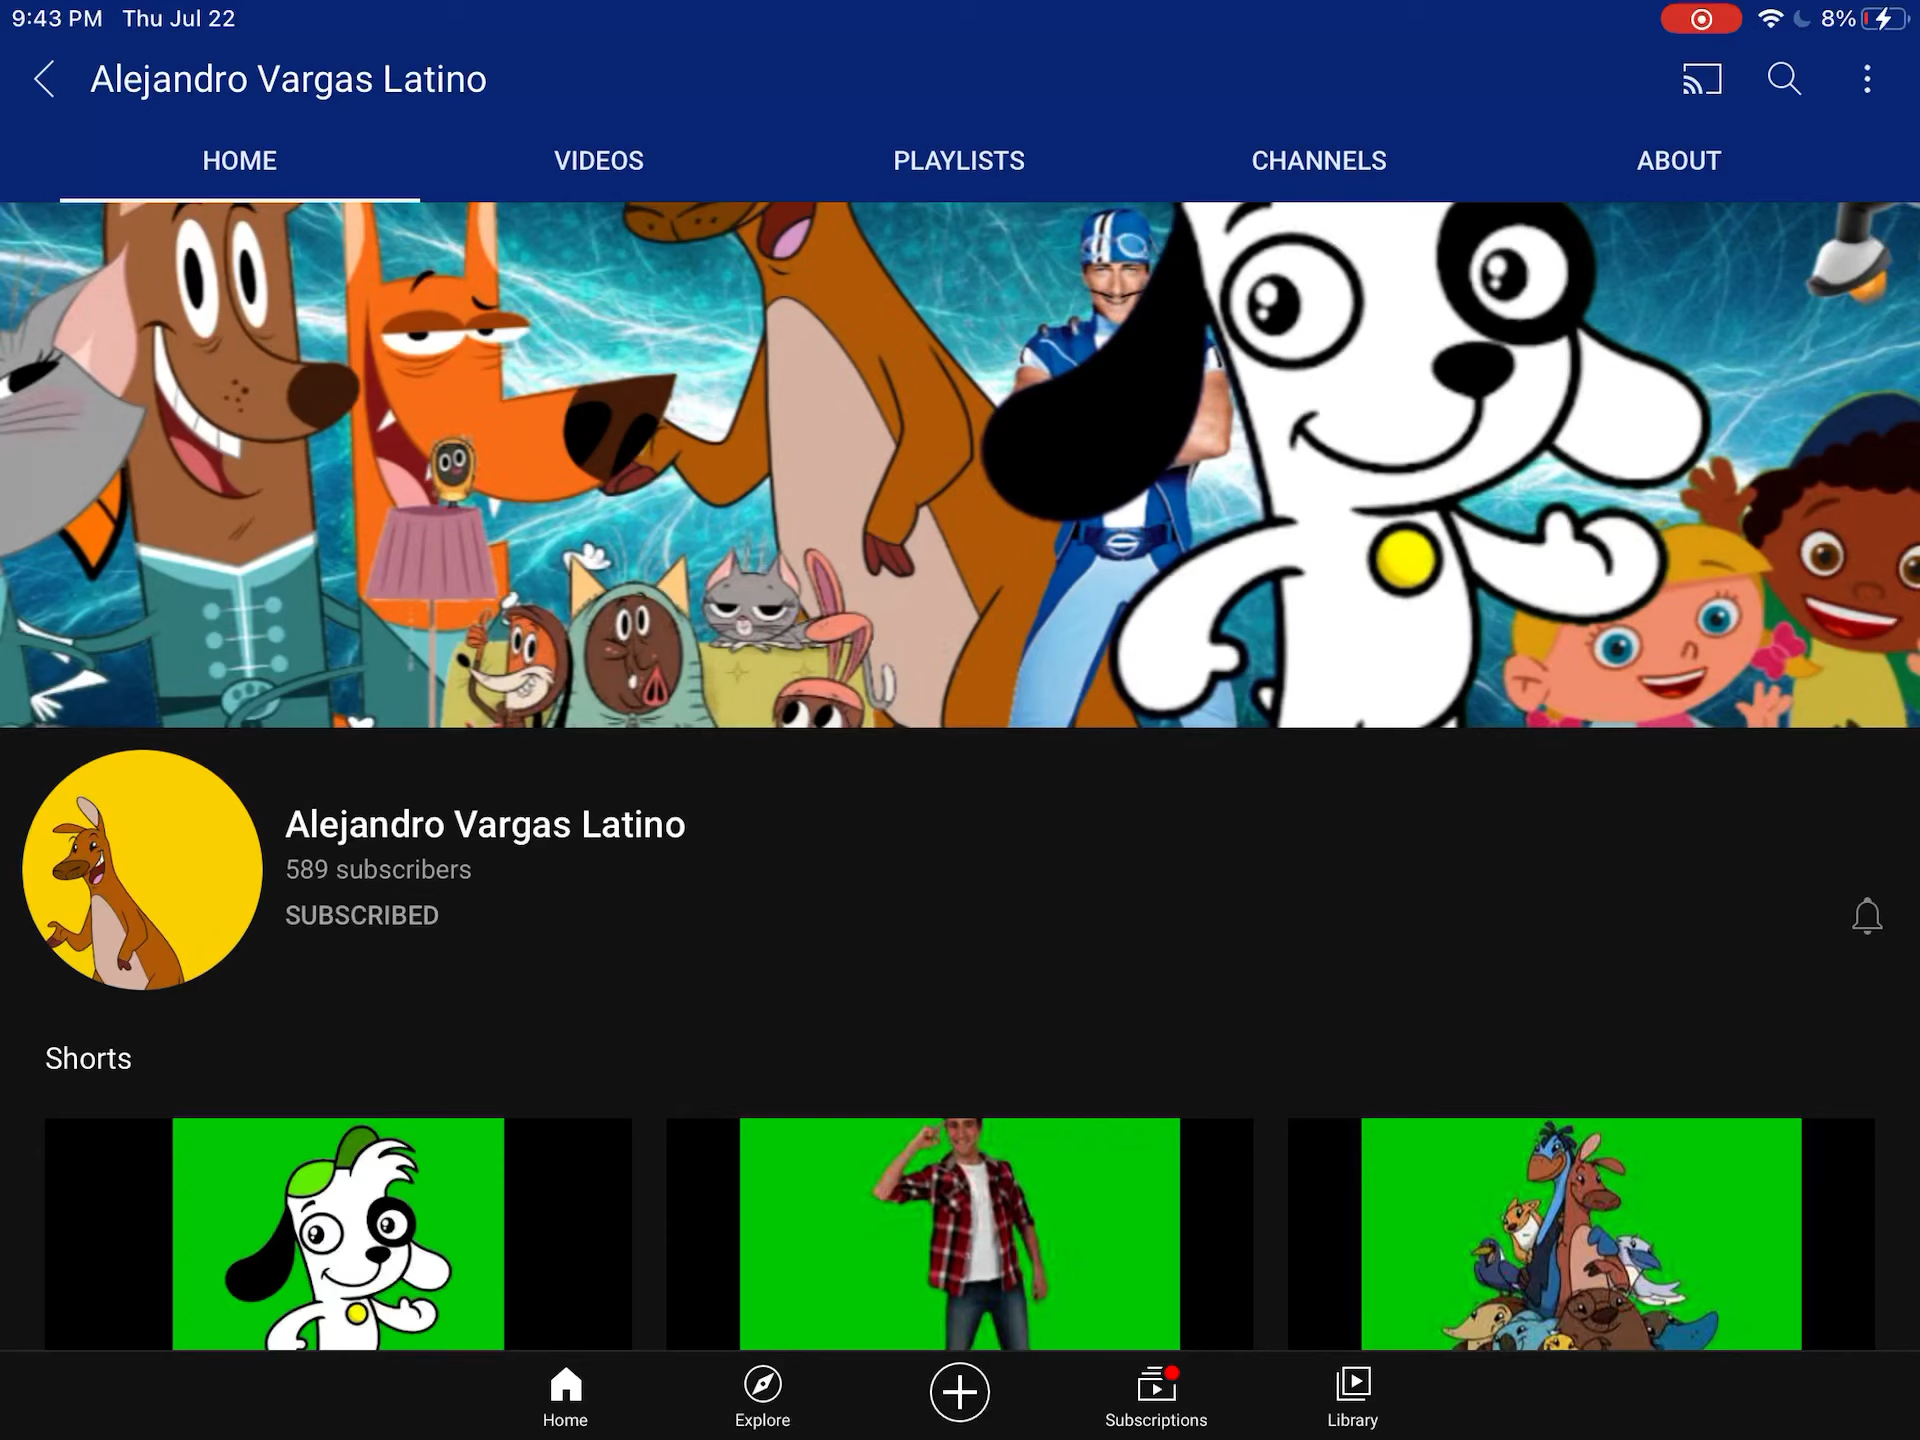 9:43 PM Thu Jul 22
8%
Alejandro Vargas Latino
HOME VIDEOS PLAYLISTS CHANNELS ABOUT
Alejandro Vargas Latino
589 subscribers
SUBSCRIBED
Shorts
Home Explore Subscriptions Library